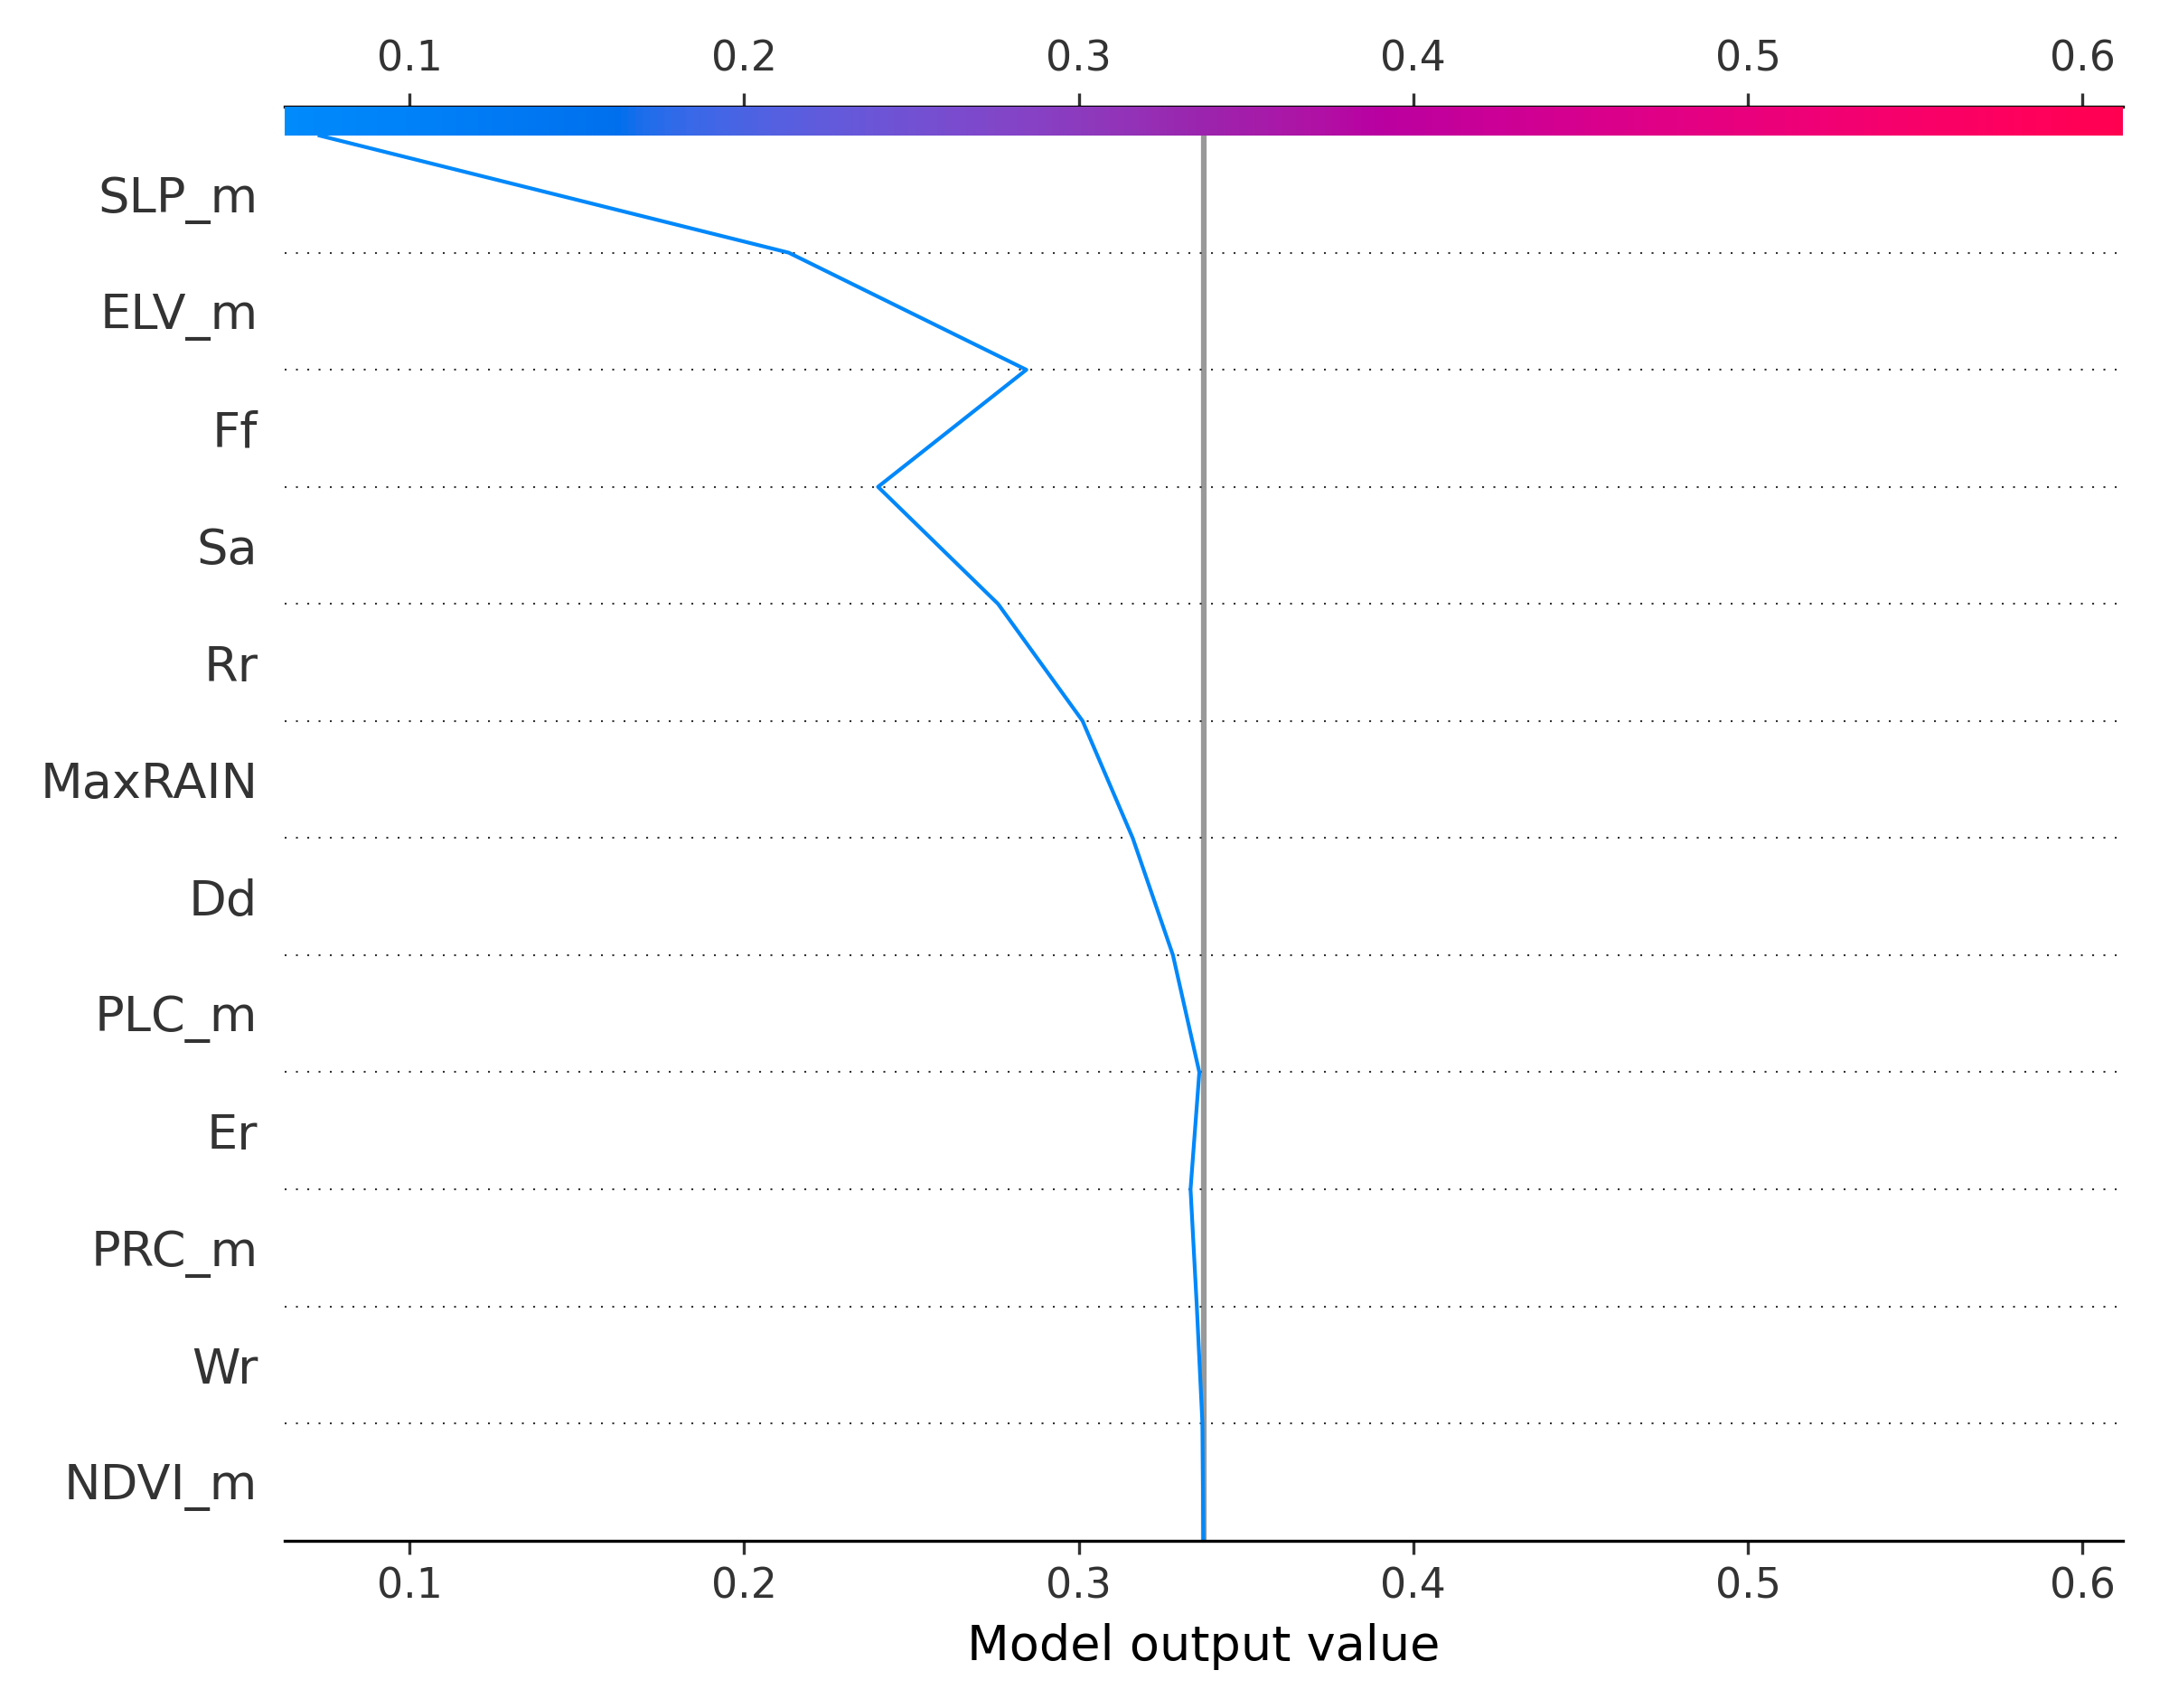 0.1 0.2 0.3 0.4 0.5 0.6
SLP_m
ELV_m
Ff
Sa
Rr
MaxRAIN
Dd
PLC_m
Er
PRC_m
Wr
NDVI_m
0.1 0.2 0.3 0.4 0.5 0.6
Model output value